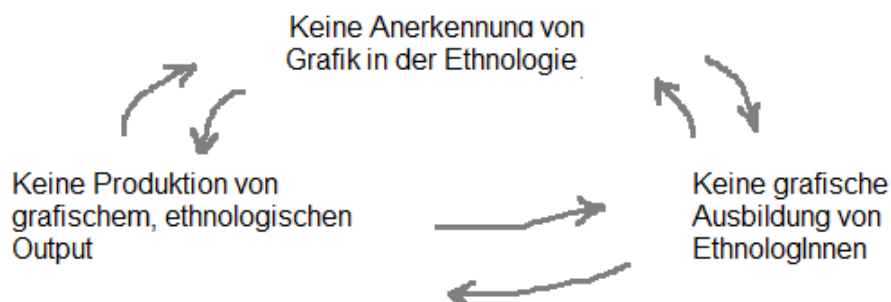 Keine Anerkennung von
Grafik in der Ethnologie
Keine Produktion von
grafischem, ethnologischen
Output
Keine grafische
Ausbildung von
EthnologInnen